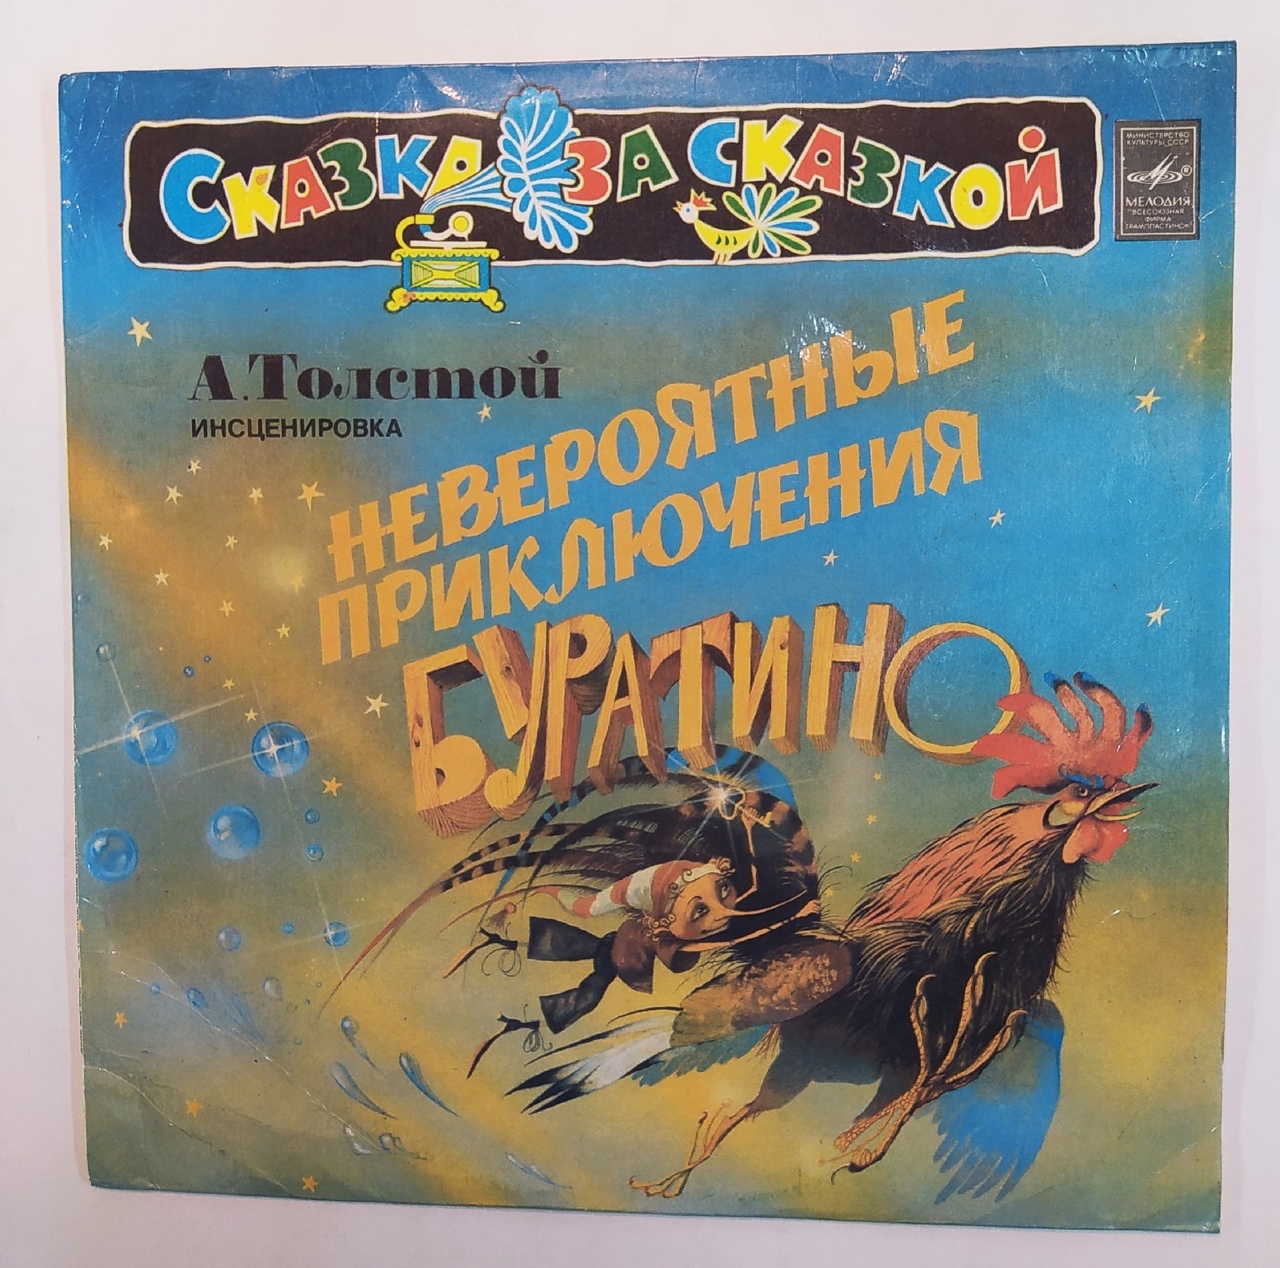 СКАЗКА ЗА СКАЗКОЙ
МИНИСТЕРСТВО
КУЛЬТУРЫ СССР
®
МЕЛОДИЯ
ВСЕСОЮЗНАЯ
ФИРМА
ГРАМПЛАСТИНОК
А. Толстой
ИНСЦЕНИРОВКА
НЕВЕРОЯТНЫЕ
ПРИКЛЮЧЕНИЯ
БУРАТИНО